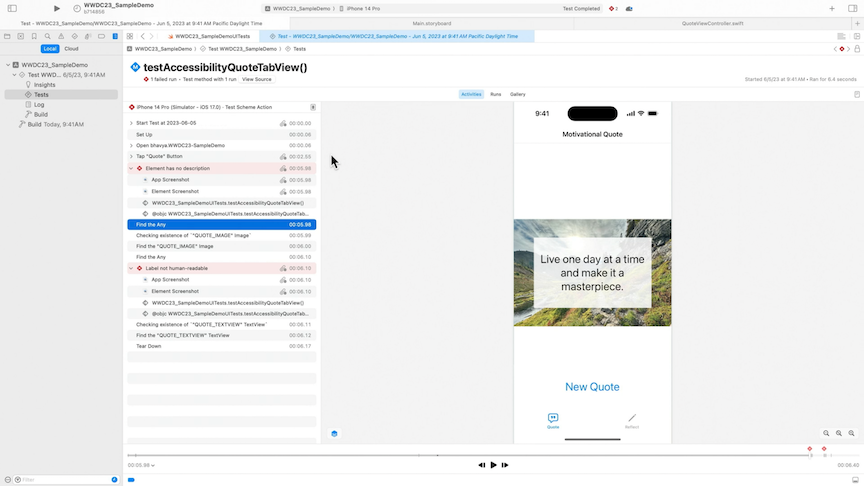 WWDC23_SampleDemo
b/714856
WWDC23_SampleDemo
iPhone 14 Pro
Test Completed
2
Test - WWDC23_SampleDemo/WWDC23_SampleDemo - Jun 5, 2023 at 9:41 AM Pacific Daylight Time
Main.storyboard
QuoteViewController.swift
WWDC23_SampleDemoUITests
Test - WWDC23_SampleDemo/WWDC23_SampleDemo - Jun 5, 2023 at 9:41 AM Pacific Daylight Time
Local
Cloud
WWDC23_SampleDemo
Test WWDC23_SampleDemo
Tests
WWDC23_SampleDemo
Test WWD... 6/5/23, 9:41AM
Insights
Tests
Log
Build
Build Today, 9:41AM
testAccessibilityQuoteTabView()
1 failed run • Test method with 1 run
View Source
Started 6/5/23 at 9:41 AM • Ran for 8.4 seconds
Activities
Runs
Gallery
iPhone 14 Pro (Simulator - iOS 17.0) - Test Scheme Action
Start Test at 2023-06-05
00:00.00
Set Up
00:00.06
Open bhavya.WWDC23-SampleDemo
00:00.06
Tap "Quote" Button
00:02.55
Element has no description
00:05.98
App Screenshot
00:05.98
Element Screenshot
00:05.98
WWDC23_SampleDemoUITests.testAccessibilityQuoteTabView()
@objc WWDC23_SampleDemoUITests.testAccessibilityQuoteTab...
Find the Any
00:05.98
Checking existence of `"QUOTE_IMAGE" Image`
00:05.99
Find the "QUOTE_IMAGE" Image
00:06.00
Find the Any
00:06.10
Label not human-readable
00:06.10
App Screenshot
00:06.10
Element Screenshot
00:06.10
WWDC23_SampleDemoUITests.testAccessibilityQuoteTabView()
@objc WWDC23_SampleDemoUITests.testAccessibilityQuoteTab...
Checking existence of `"QUOTE_TEXTVIEW" TextView`
00:06.11
Find the "QUOTE_TEXTVIEW" TextView
00:06.12
Tear Down
00:06.17
9:41
Motivational Quote
Live one day at a time
and make it a
masterpiece.
New Quote
Quote
Reflect
00:05.98
00:06.40
Filter